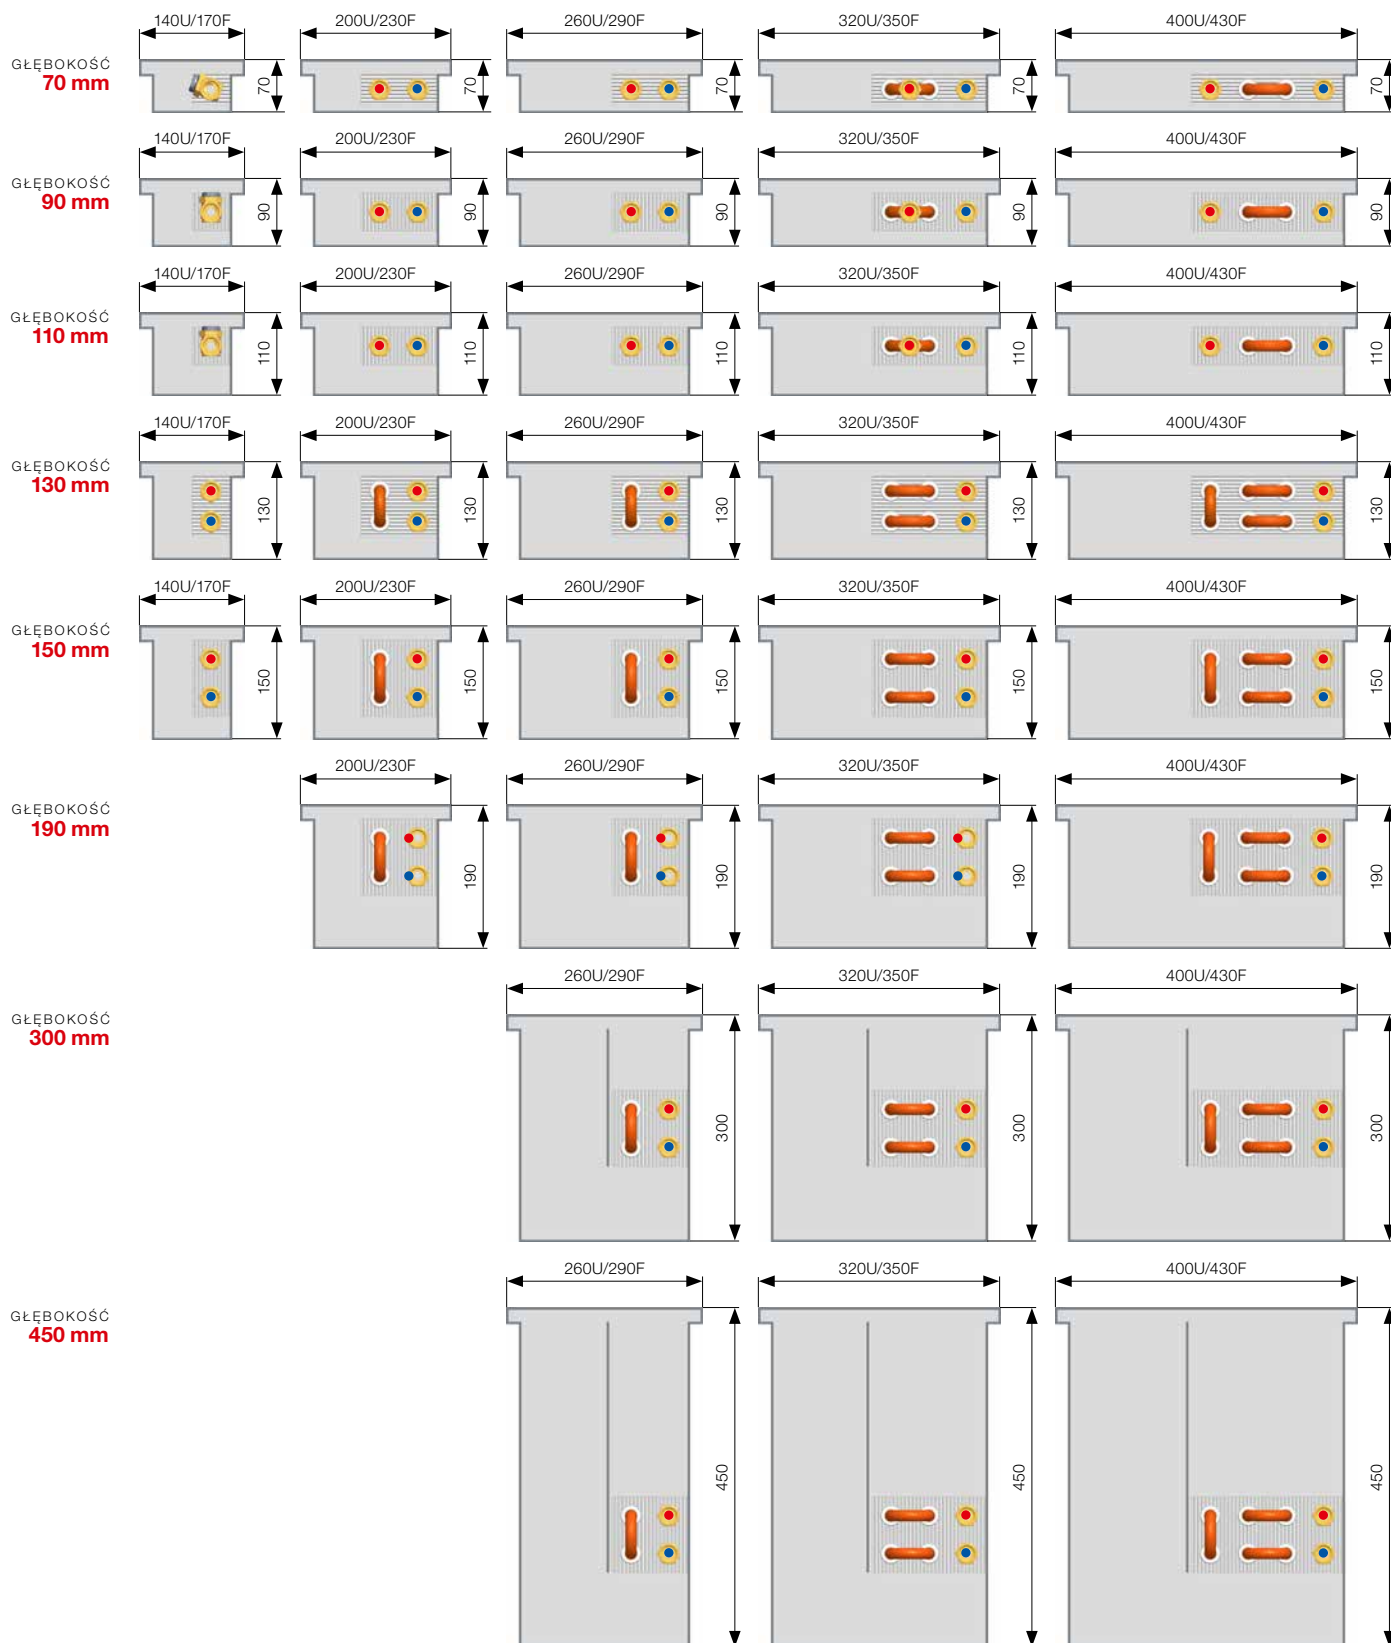 140U/170F 200U/230F 260U/290F 320U/350F 400U/430F
GŁĘBOKOŚĆ
70 mm
70 70 70 70 70
140U/170F 200U/230F 260U/290F 320U/350F 400U/430F
GŁĘBOKOŚĆ
90 mm
90 90 90 90 90
140U/170F 200U/230F 260U/290F 320U/350F 400U/430F
GŁĘBOKOŚĆ
110 mm
110 110 110 110 110
140U/170F 200U/230F 260U/290F 320U/350F 400U/430F
GŁĘBOKOŚĆ
130 mm
130 130 130 130 130
140U/170F 200U/230F 260U/290F 320U/350F 400U/430F
GŁĘBOKOŚĆ
150 mm
150 150 150 150 150
200U/230F 260U/290F 320U/350F 400U/430F
GŁĘBOKOŚĆ
190 mm
190 190 190 190
260U/290F 320U/350F 400U/430F
GŁĘBOKOŚĆ
300 mm
300 300 300
260U/290F 320U/350F 400U/430F
GŁĘBOKOŚĆ
450 mm
450 450 450